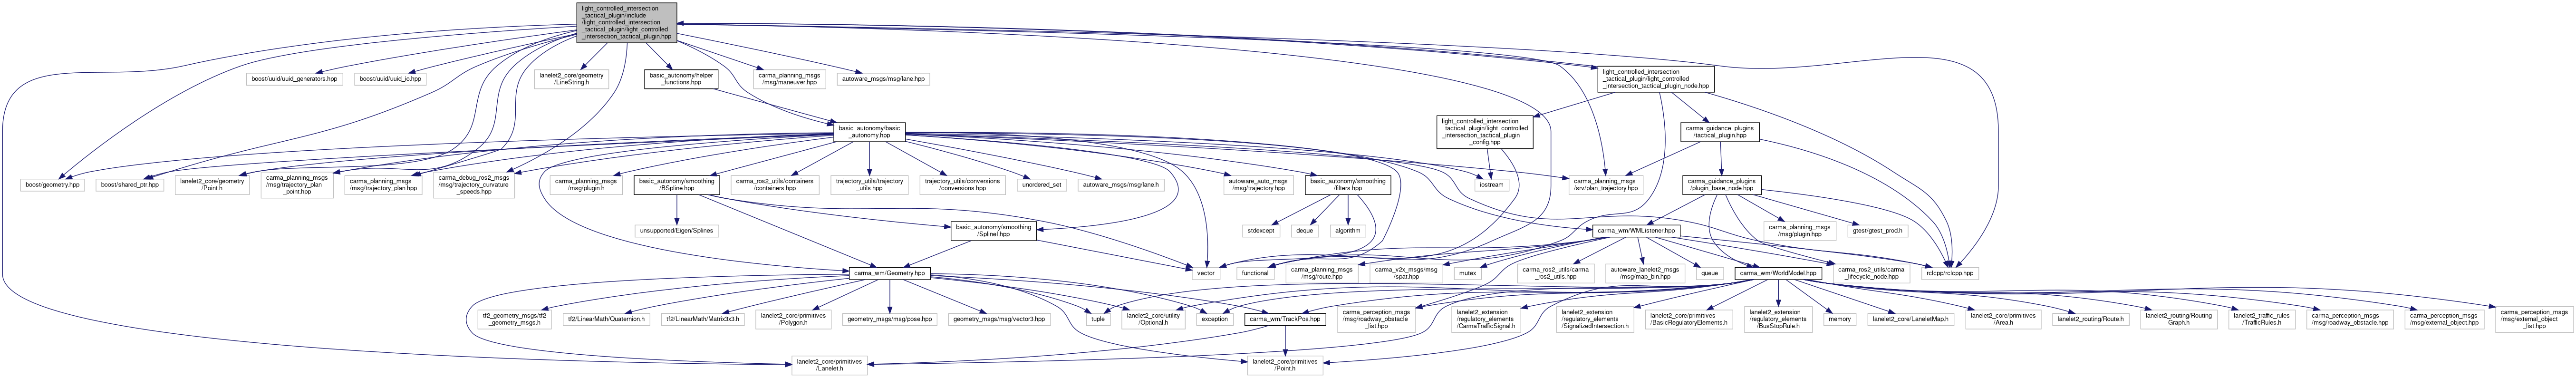 light_controlled_intersection
_tactical_plugin/include
/light_controlled_intersection
_tactical_plugin/light_controlled
_intersection_tactical_plugin.hpp
boost/uuid/uuid_generators.hpp
boost/uuid/uuid_io.hpp
lanelet2_core/geometry
/LineString.h
basic_autonomy/helper
_functions.hpp
carma_planning_msgs
/msg/maneuver.hpp
autoware_msgs/msg/lane.hpp
light_controlled_intersection
_tactical_plugin/light_controlled
_intersection_tactical_plugin_node.hpp
basic_autonomy/basic
_autonomy.hpp
light_controlled_intersection
_tactical_plugin/light_controlled
_intersection_tactical_plugin
_config.hpp
carma_guidance_plugins
/tactical_plugin.hpp
boost/geometry.hpp
boost/shared_ptr.hpp
lanelet2_core/geometry
/Point.h
carma_planning_msgs
/msg/trajectory_plan
_point.hpp
carma_planning_msgs
/msg/trajectory_plan.hpp
carma_debug_ros2_msgs
/msg/trajectory_curvature
_speeds.hpp
carma_planning_msgs
/msg/plugin.h
basic_autonomy/smoothing
/BSpline.hpp
carma_ros2_utils/containers
/containers.hpp
trajectory_utils/trajectory
_utils.hpp
trajectory_utils/conversions
/conversions.hpp
unordered_set
autoware_msgs/msg/lane.h
autoware_auto_msgs
/msg/trajectory.hpp
basic_autonomy/smoothing
/filters.hpp
iostream
carma_planning_msgs
/srv/plan_trajectory.hpp
carma_guidance_plugins
/plugin_base_node.hpp
unsupported/Eigen/Splines
basic_autonomy/smoothing
/SplineI.hpp
stdexcept
deque
algorithm
carma_wm/WMListener.hpp
carma_planning_msgs
/msg/plugin.hpp
gtest/gtest_prod.h
carma_wm/Geometry.hpp
vector
functional
carma_planning_msgs
/msg/route.hpp
carma_v2x_msgs/msg
/spat.hpp
mutex
carma_ros2_utils/carma
_ros2_utils.hpp
autoware_lanelet2_msgs
/msg/map_bin.hpp
queue
carma_wm/WorldModel.hpp
carma_ros2_utils/carma
_lifecycle_node.hpp
rclcpp/rclcpp.hpp
tf2_geometry_msgs/tf2
_geometry_msgs.h
tf2/LinearMath/Quaternion.h
tf2/LinearMath/Matrix3x3.h
lanelet2_core/primitives
/Polygon.h
geometry_msgs/msg/pose.hpp
geometry_msgs/msg/vector3.hpp
tuple
lanelet2_core/utility
/Optional.h
exception
carma_wm/TrackPos.hpp
carma_perception_msgs
/msg/roadway_obstacle
_list.hpp
lanelet2_extension
/regulatory_elements
/CarmaTrafficSignal.h
lanelet2_extension
/regulatory_elements
/SignalizedIntersection.h
lanelet2_core/primitives
/BasicRegulatoryElements.h
lanelet2_extension
/regulatory_elements
/BusStopRule.h
memory
lanelet2_core/LaneletMap.h
lanelet2_core/primitives
/Area.h
lanelet2_routing/Route.h
lanelet2_routing/Routing
Graph.h
lanelet2_traffic_rules
/TrafficRules.h
carma_perception_msgs
/msg/roadway_obstacle.hpp
carma_perception_msgs
/msg/external_object.hpp
carma_perception_msgs
/msg/external_object
_list.hpp
lanelet2_core/primitives
/Lanelet.h
lanelet2_core/primitives
/Point.h